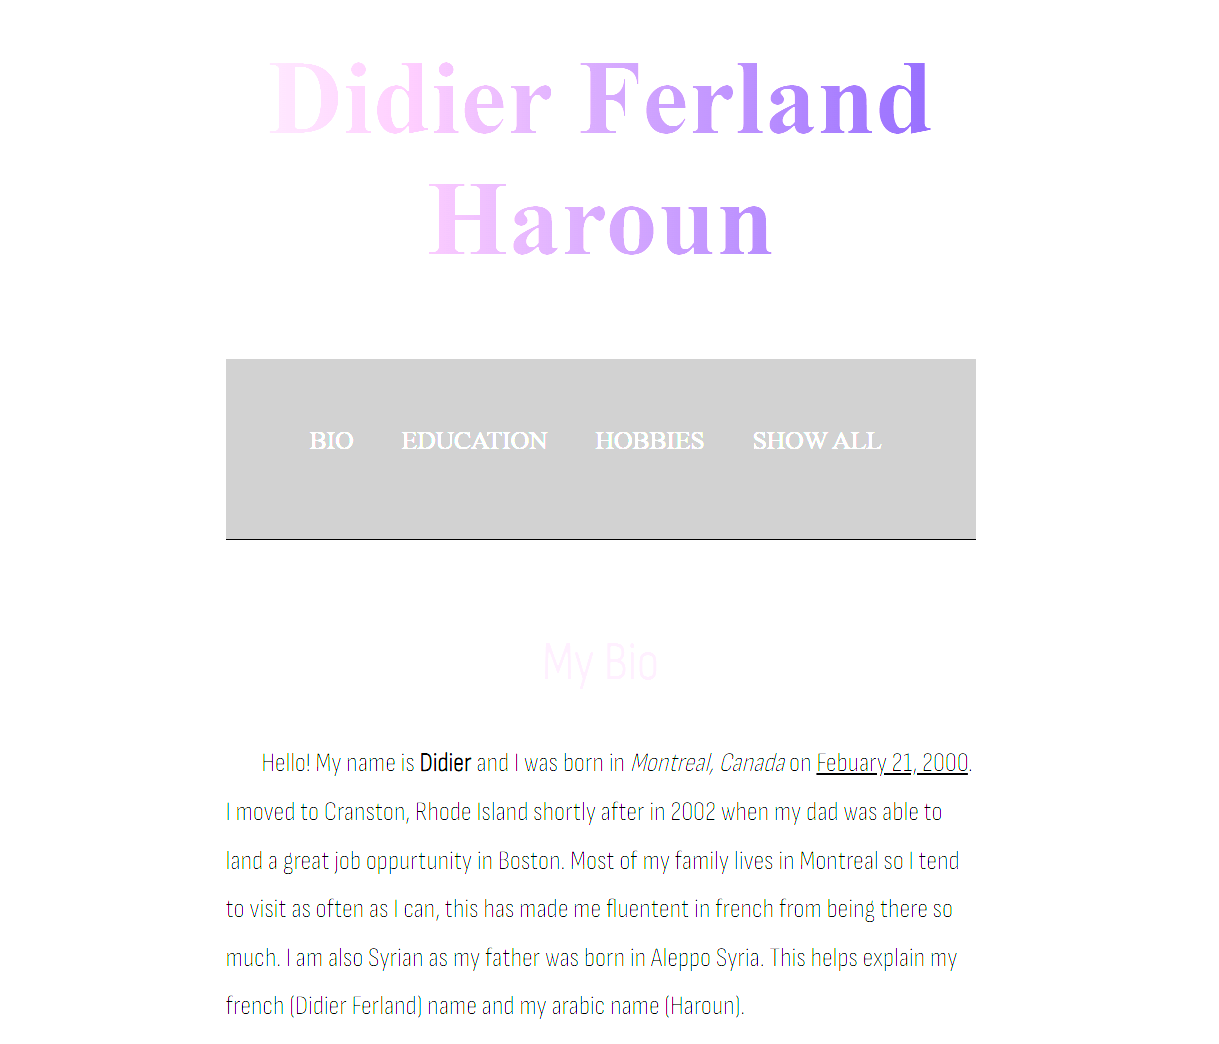 Didier Ferland
Haroun
BIO EDUCATION HOBBIES SHOW ALL
My Bio
Hello! My name is Didier and I was born in Montreal, Canada on Febuary 21, 2000.
I moved to Cranston, Rhode Island shortly after in 2002 when my dad was able to
land a great job oppurtunity in Boston. Most of my family lives in Montreal so I tend
to visit as often as I can, this has made me fluentent in french from being there so
much. I am also Syrian as my father was born in Aleppo Syria. This helps explain my
french (Didier Ferland) name and my arabic name (Haroun).